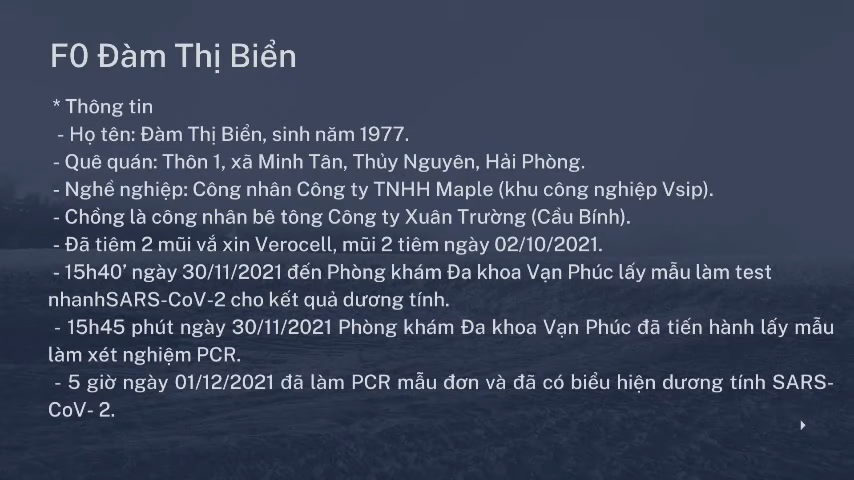 F0 Đàm Thị Biển
* Thông tin
- Họ tên: Đàm Thị Biển, sinh năm 1977.
- Quê quán: Thôn 1, xã Minh Tân, Thủy Nguyên, Hải Phòng.
- Nghề nghiệp: Công nhân Công ty TNHH Maple (khu công nghiệp Vsip).
- Chồng là công nhân bê tông Công ty Xuân Trường (Cầu Bính).
- Đã tiêm 2 mũi vắ xin Verocell, mũi 2 tiêm ngày 02/10/2021.
- 15h40’ ngày 30/11/2021 đến Phòng khám Đa khoa Vạn Phúc lấy mẫu làm test
nhanhSARS-CoV-2 cho kết quả dương tính.
- 15h45 phút ngày 30/11/2021 Phòng khám Đa khoa Vạn Phúc đã tiến hành lấy mẫu
làm xét nghiệm PCR.
- 5 giờ ngày 01/12/2021 đã làm PCR mẫu đơn và đã có biểu hiện dương tính SARS-
CoV- 2.